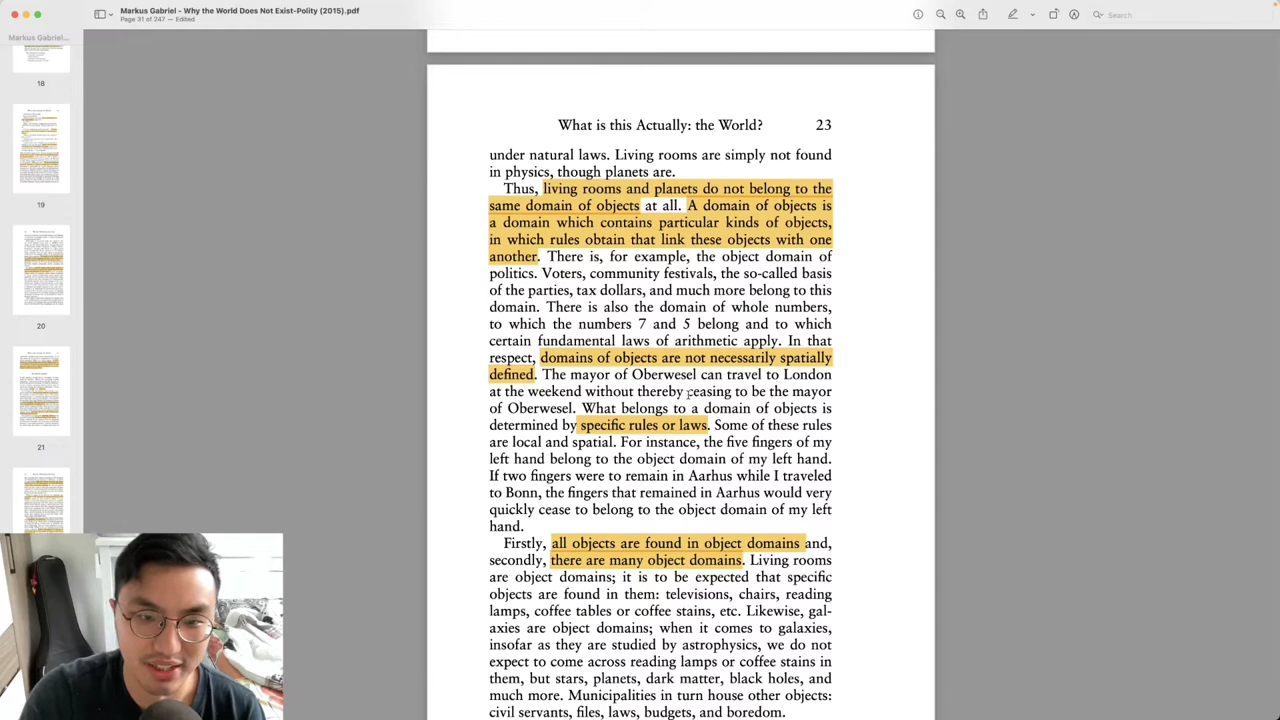 Markus Gabriel - Why the World Does Not Exist-Polity (2015).pdf
Page 31 of 247 — Edited
Search
Markus Gabriel...
18
19
20
21
What is this Actually: the World? 23
under natural laws. Living rooms are simply not found
in physics, though planets are.
Thus, living rooms and planets do not belong to the
same domain of objects at all. A domain of objects is
a domain which contains particular kinds of objects,
in which rules obtain that link these objects with one
another. There is, for example, the object domain of
politics. Voters, community festivals, the so-called basis
of the parties, tax dollars, and much more belong to this
domain. There is also the domain of whole numbers,
to which the numbers 7 and 5 belong and to which
certain fundamental laws of arithmetic apply. In that
respect, domains of objects are not necessarily spatially
defined. The mayor of Oberwesel can travel to London
at the weekend without thereby ceasing to be the mayor
of Oberwesel. What belongs to a domain of objects is
determined by specific rules or laws. Some of these rules
are local and spatial. For instance, the five fingers of my
left hand belong to the object domain of my left hand.
If two fingers were to remain in Aarhus while I traveled
to Bonn, the fingers that remained in Aarhus would very
quickly cease to belong to the object domain of my left
hand.
Firstly, all objects are found in object domains and,
secondly, there are many object domains. Living rooms
are object domains; it is to be expected that specific
objects are found in them: televisions, chairs, reading
lamps, coffee tables or coffee stains, etc. Likewise, gal-
axies are object domains; when it comes to galaxies,
insofar as they are studied by astrophysics, we do not
expect to come across reading lamps or coffee stains in
them, but stars, planets, dark matter, black holes, and
much more. Municipalities in turn house other objects:
civil servants, files, laws, budgets, and boredom.